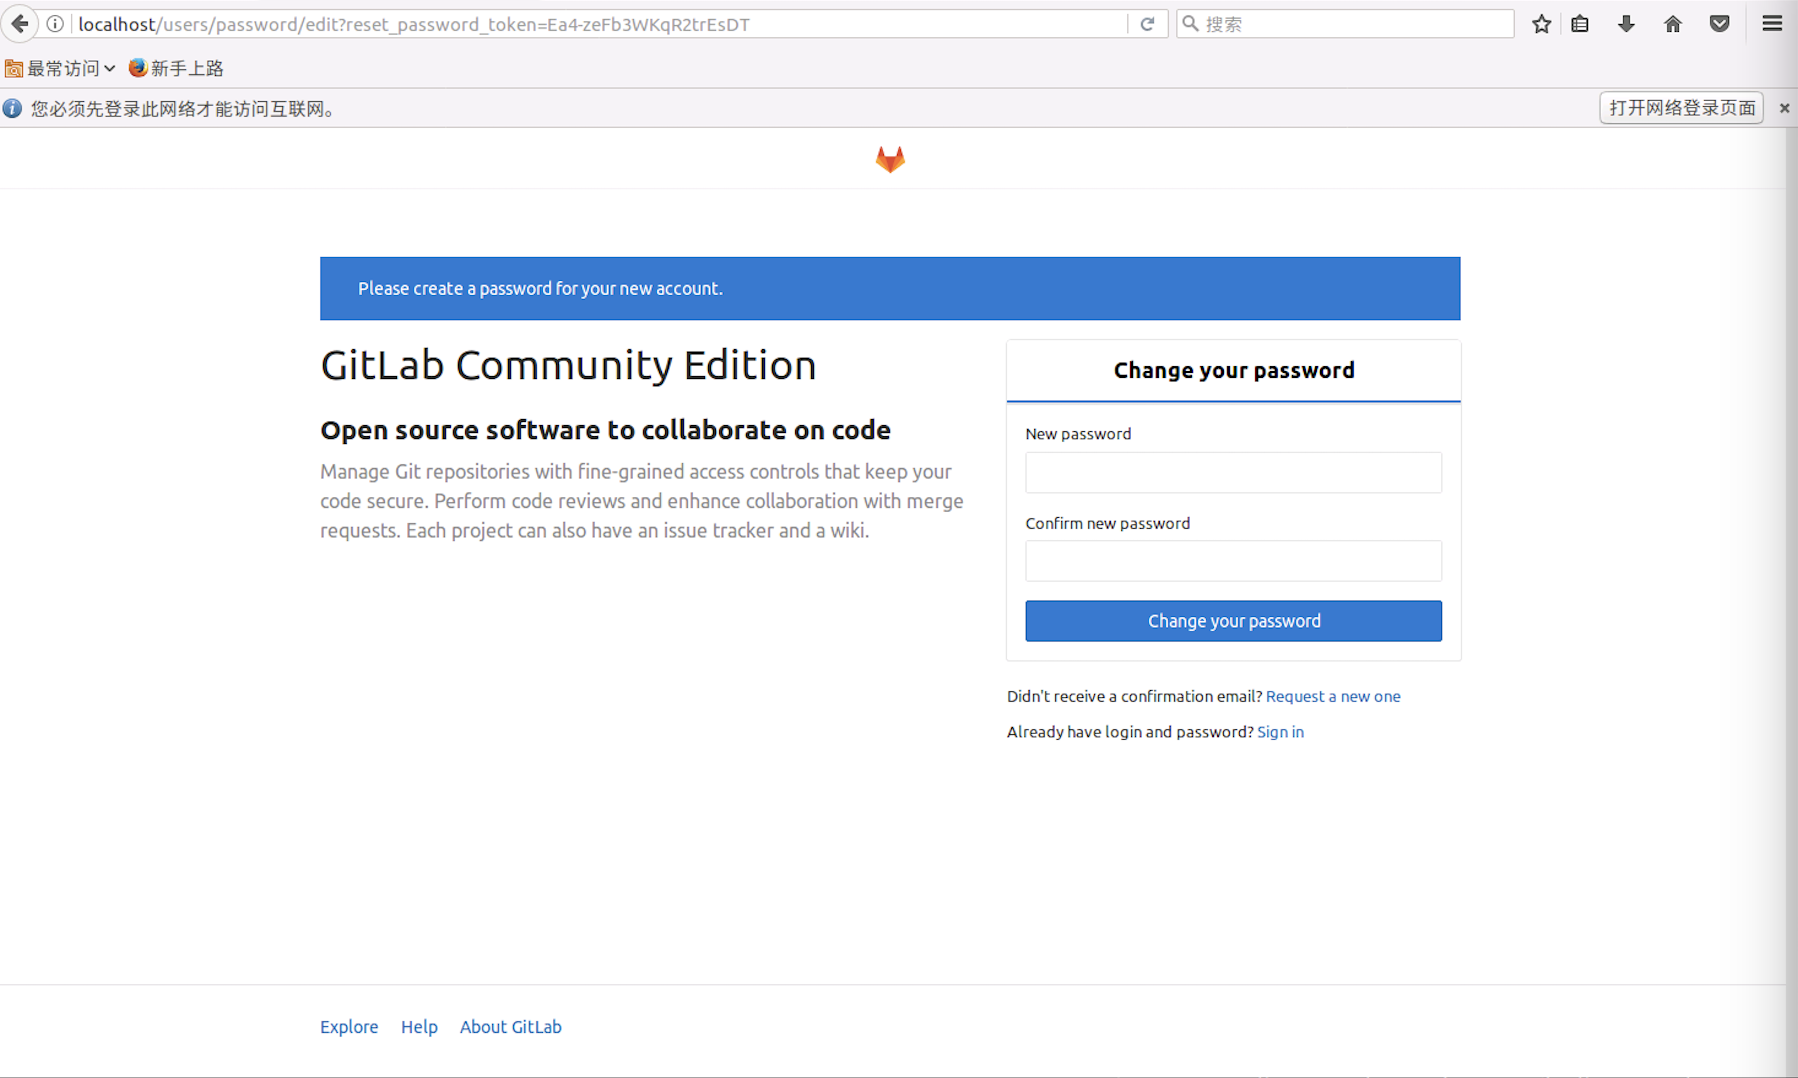 localhost/users/password/edit?reset_password_token=Ea4-zeFb3WKqR2trEsDT
搜索
最常访问 新手上路
您必须先登录此网络才能访问互联网。
打开网络登录页面
Please create a password for your new account.
GitLab Community Edition
Open source software to collaborate on code
Manage Git repositories with fine-grained access controls that keep your
code secure. Perform code reviews and enhance collaboration with merge
requests. Each project can also have an issue tracker and a wiki.
Change your password
New password
Confirm new password
Change your password
Didn't receive a confirmation email? Request a new one
Already have login and password? Sign in
Explore Help About GitLab